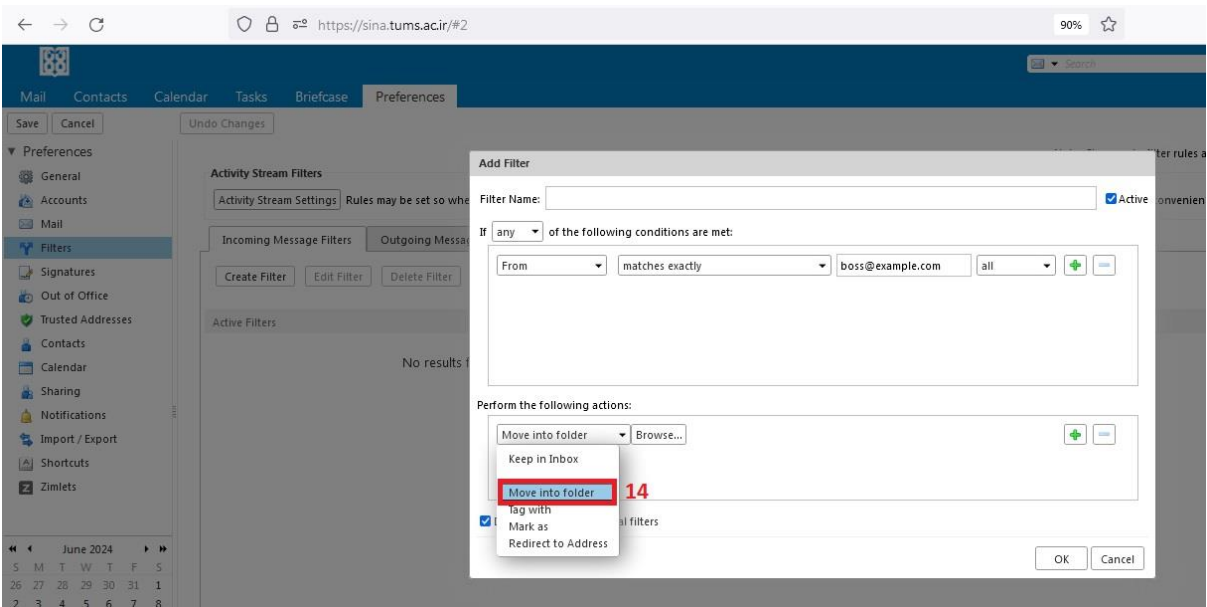 https://sina.tums.ac.ir/#2
90%
Search
Mail Contacts Calendar Tasks Briefcase Preferences
Save Cancel Undo Changes
Preferences
General
Accounts
Mail
Filters
Signatures
Out of Office
Trusted Addresses
Contacts
Calendar
Sharing
Notifications
Import / Export
Shortcuts
Zimlets
June 2024
S M T W T F S
26 27 28 29 30 31 1
2 3 4 5 6 7 8
ter rules a
Activity Stream Filters
Activity Stream Settings Rules may be set so whe
onvenien
Incoming Message Filters Outgoing Messa
Create Filter Edit Filter Delete Filter
Active Filters
No results f
Add Filter
Filter Name: Active
If any of the following conditions are met:
From matches exactly boss@example.com all
Perform the following actions:
Move into folder Browse...
Keep in Inbox
Move into folder 14
Tag with
Mark as
Redirect to Address
al filters
OK Cancel